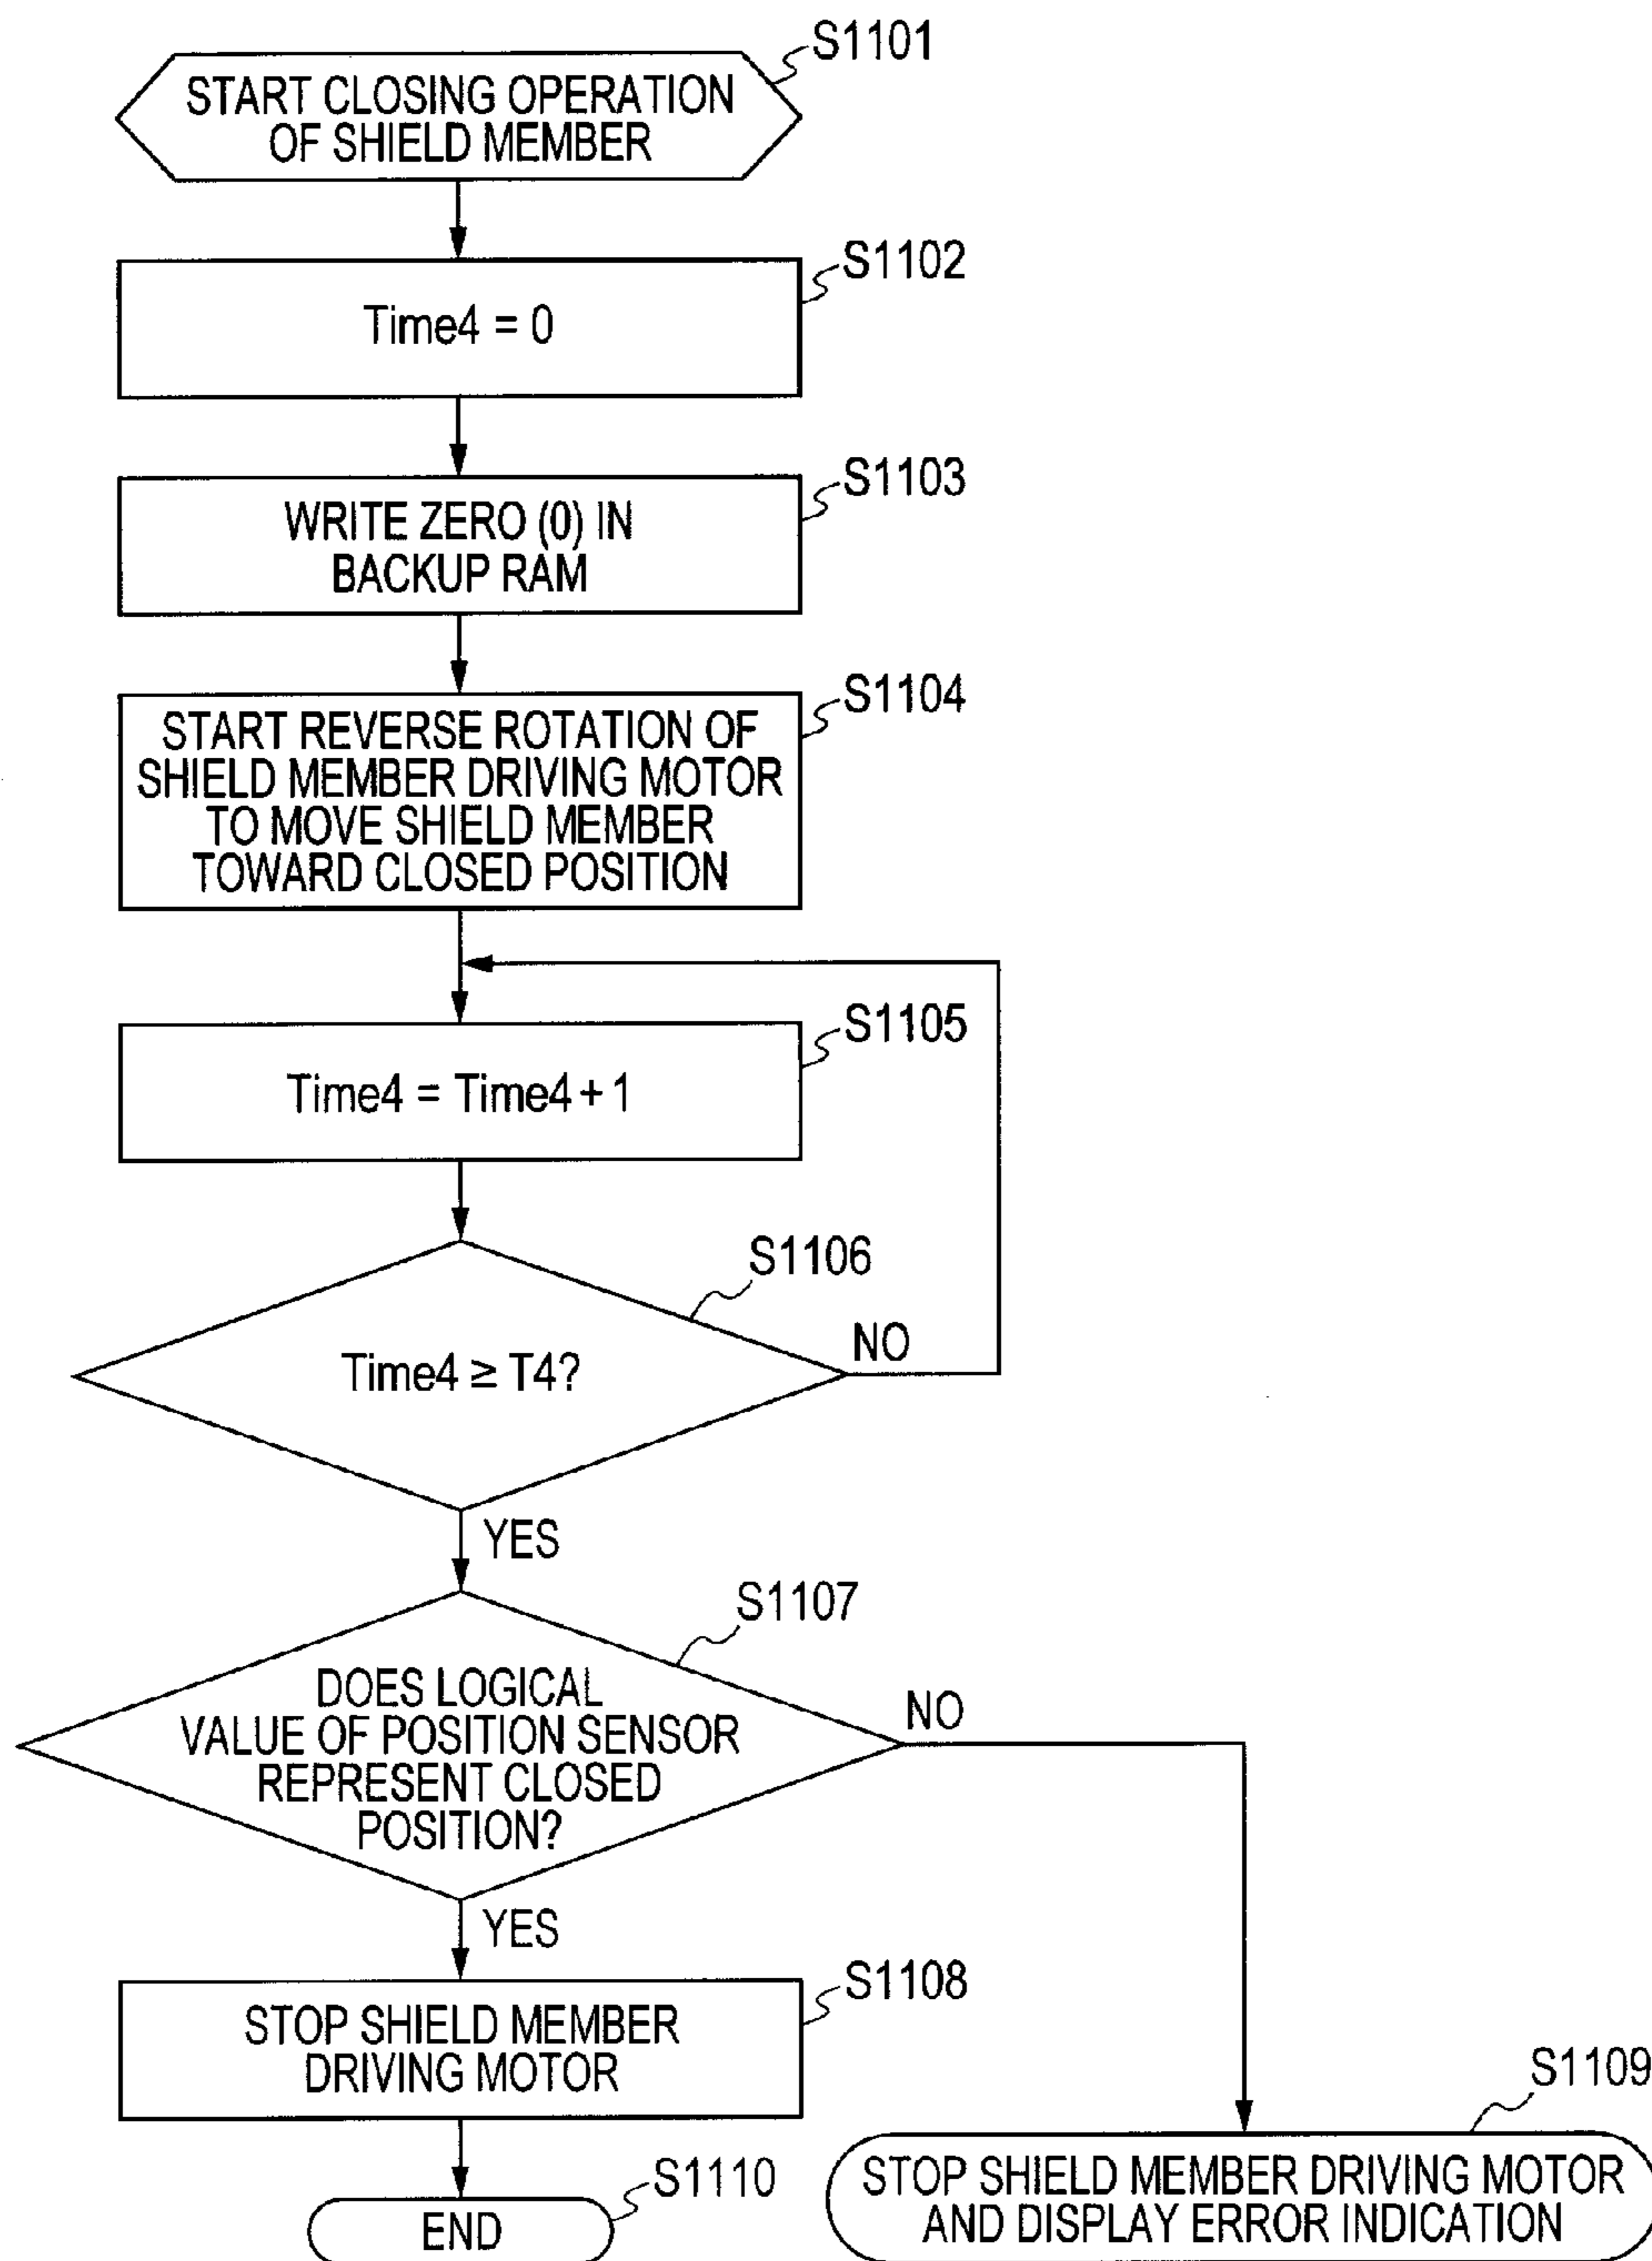 S1101
START CLOSING OPERATION
OF SHIELD MEMBER
S1102
Time4 = 0
S1103
WRITE ZERO (0) IN
BACKUP RAM
S1104
START REVERSE ROTATION OF
SHIELD MEMBER DRIVING MOTOR
TO MOVE SHIELD MEMBER
TOWARD CLOSED POSITION
S1105
Time4 = Time4 + 1
S1106
Time4 ≥ T4?
NO
YES
S1107
DOES LOGICAL
VALUE OF POSITION SENSOR
REPRESENT CLOSED
POSITION?
NO
YES
S1108
STOP SHIELD MEMBER
DRIVING MOTOR
S1109
STOP SHIELD MEMBER DRIVING MOTOR
AND DISPLAY ERROR INDICATION
S1110
END